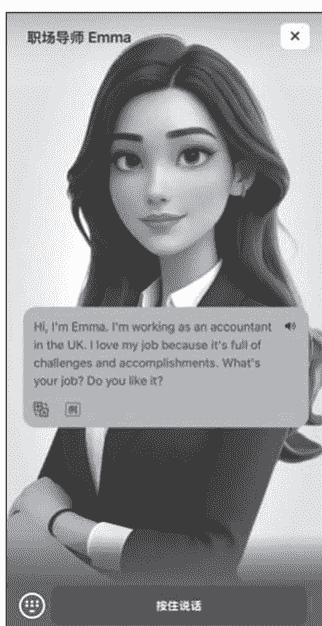 职场导师 Emma
Hi, I'm Emma. I'm working as an accountant
in the UK. I love my job because it's full of
challenges and accomplishments. What's
your job? Do you like it?
例
按住说话